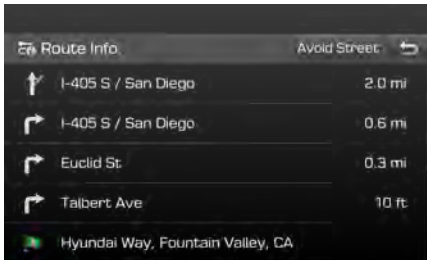 Route Info Avoid Street
I-405 S / San Diego 2.0 mi
I-405 S / San Diego 0.6 mi
Euclid St 0.3 mi
Talbert Ave 10 ft
Hyundai Way, Fountain Valley, CA